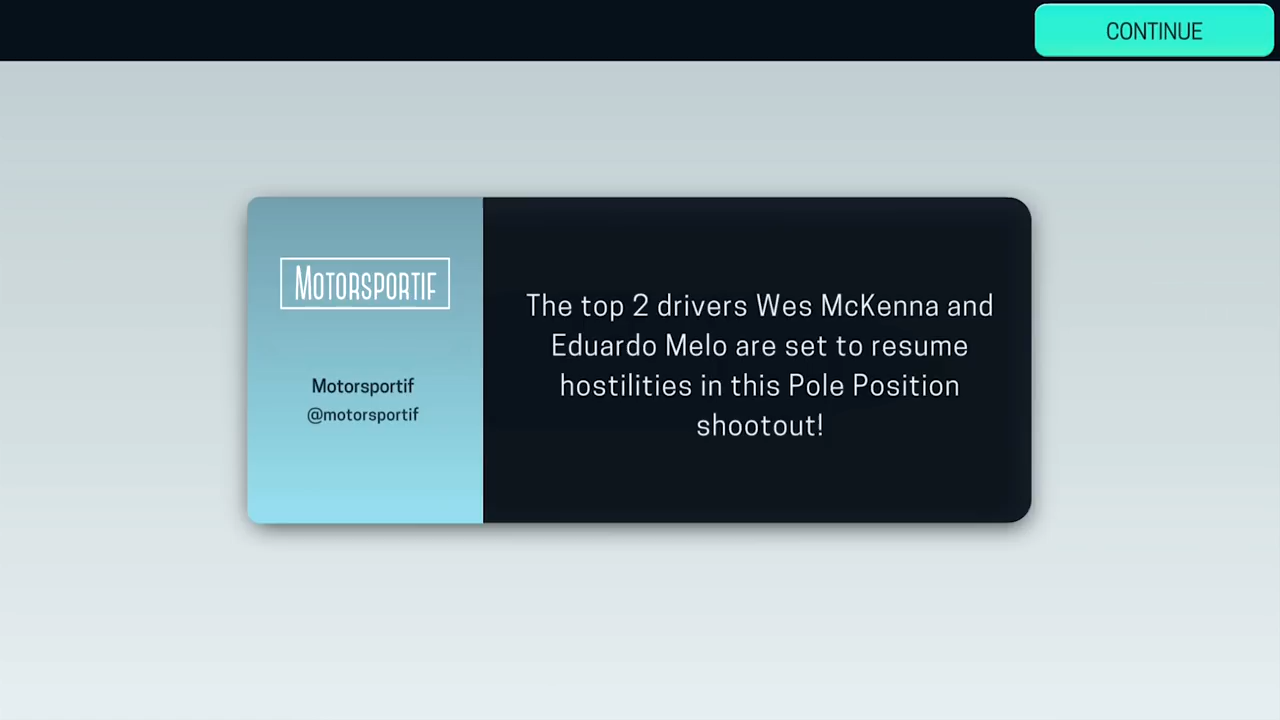 CONTINUE
MOTORSPORTIF
Motorsportif
@motorsportif
The top 2 drivers Wes McKenna and
Eduardo Melo are set to resume
hostilities in this Pole Position
shootout!